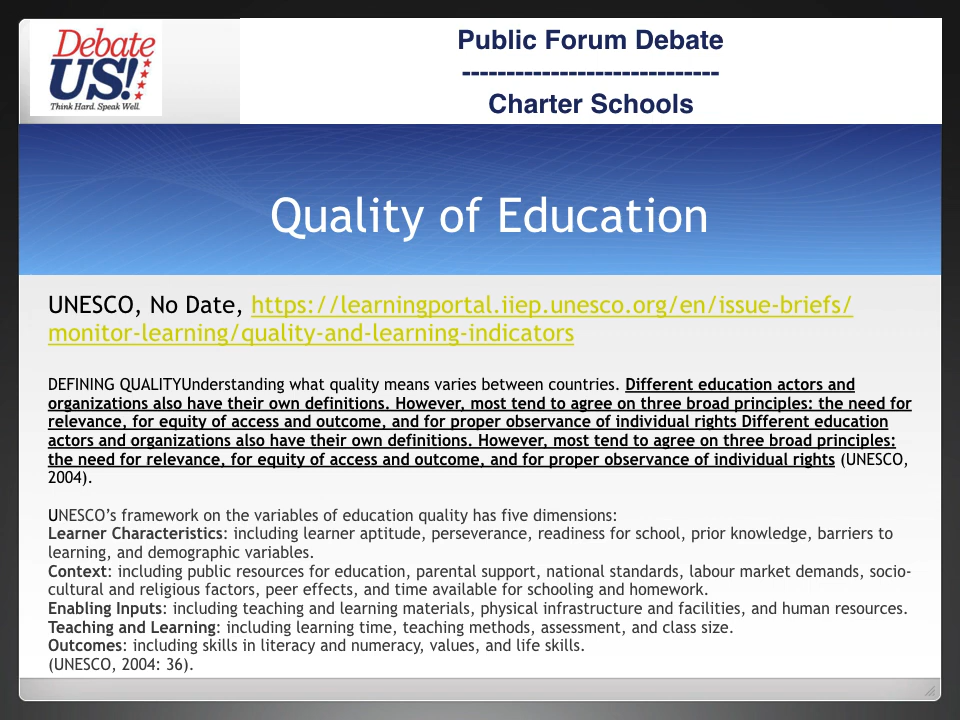 Debate
US!
Think Hard. Speak Well.
Public Forum Debate
-----------------------------
Charter Schools
Quality of Education
UNESCO, No Date, https://learningportal.iiep.unesco.org/en/issue-briefs/
monitor-learning/quality-and-learning-indicators
DEFINING QUALITYUnderstanding what quality means varies between countries. Different education actors and
organizations also have their own definitions. However, most tend to agree on three broad principles: the need for
relevance, for equity of access and outcome, and for proper observance of individual rights Different education
actors and organizations also have their own definitions. However, most tend to agree on three broad principles:
the need for relevance, for equity of access and outcome, and for proper observance of individual rights (UNESCO,
2004).
UNESCO’s framework on the variables of education quality has five dimensions:
Learner Characteristics: including learner aptitude, perseverance, readiness for school, prior knowledge, barriers to
learning, and demographic variables.
Context: including public resources for education, parental support, national standards, labour market demands, socio-
cultural and religious factors, peer effects, and time available for schooling and homework.
Enabling Inputs: including teaching and learning materials, physical infrastructure and facilities, and human resources.
Teaching and Learning: including learning time, teaching methods, assessment, and class size.
Outcomes: including skills in literacy and numeracy, values, and life skills.
(UNESCO, 2004: 36).